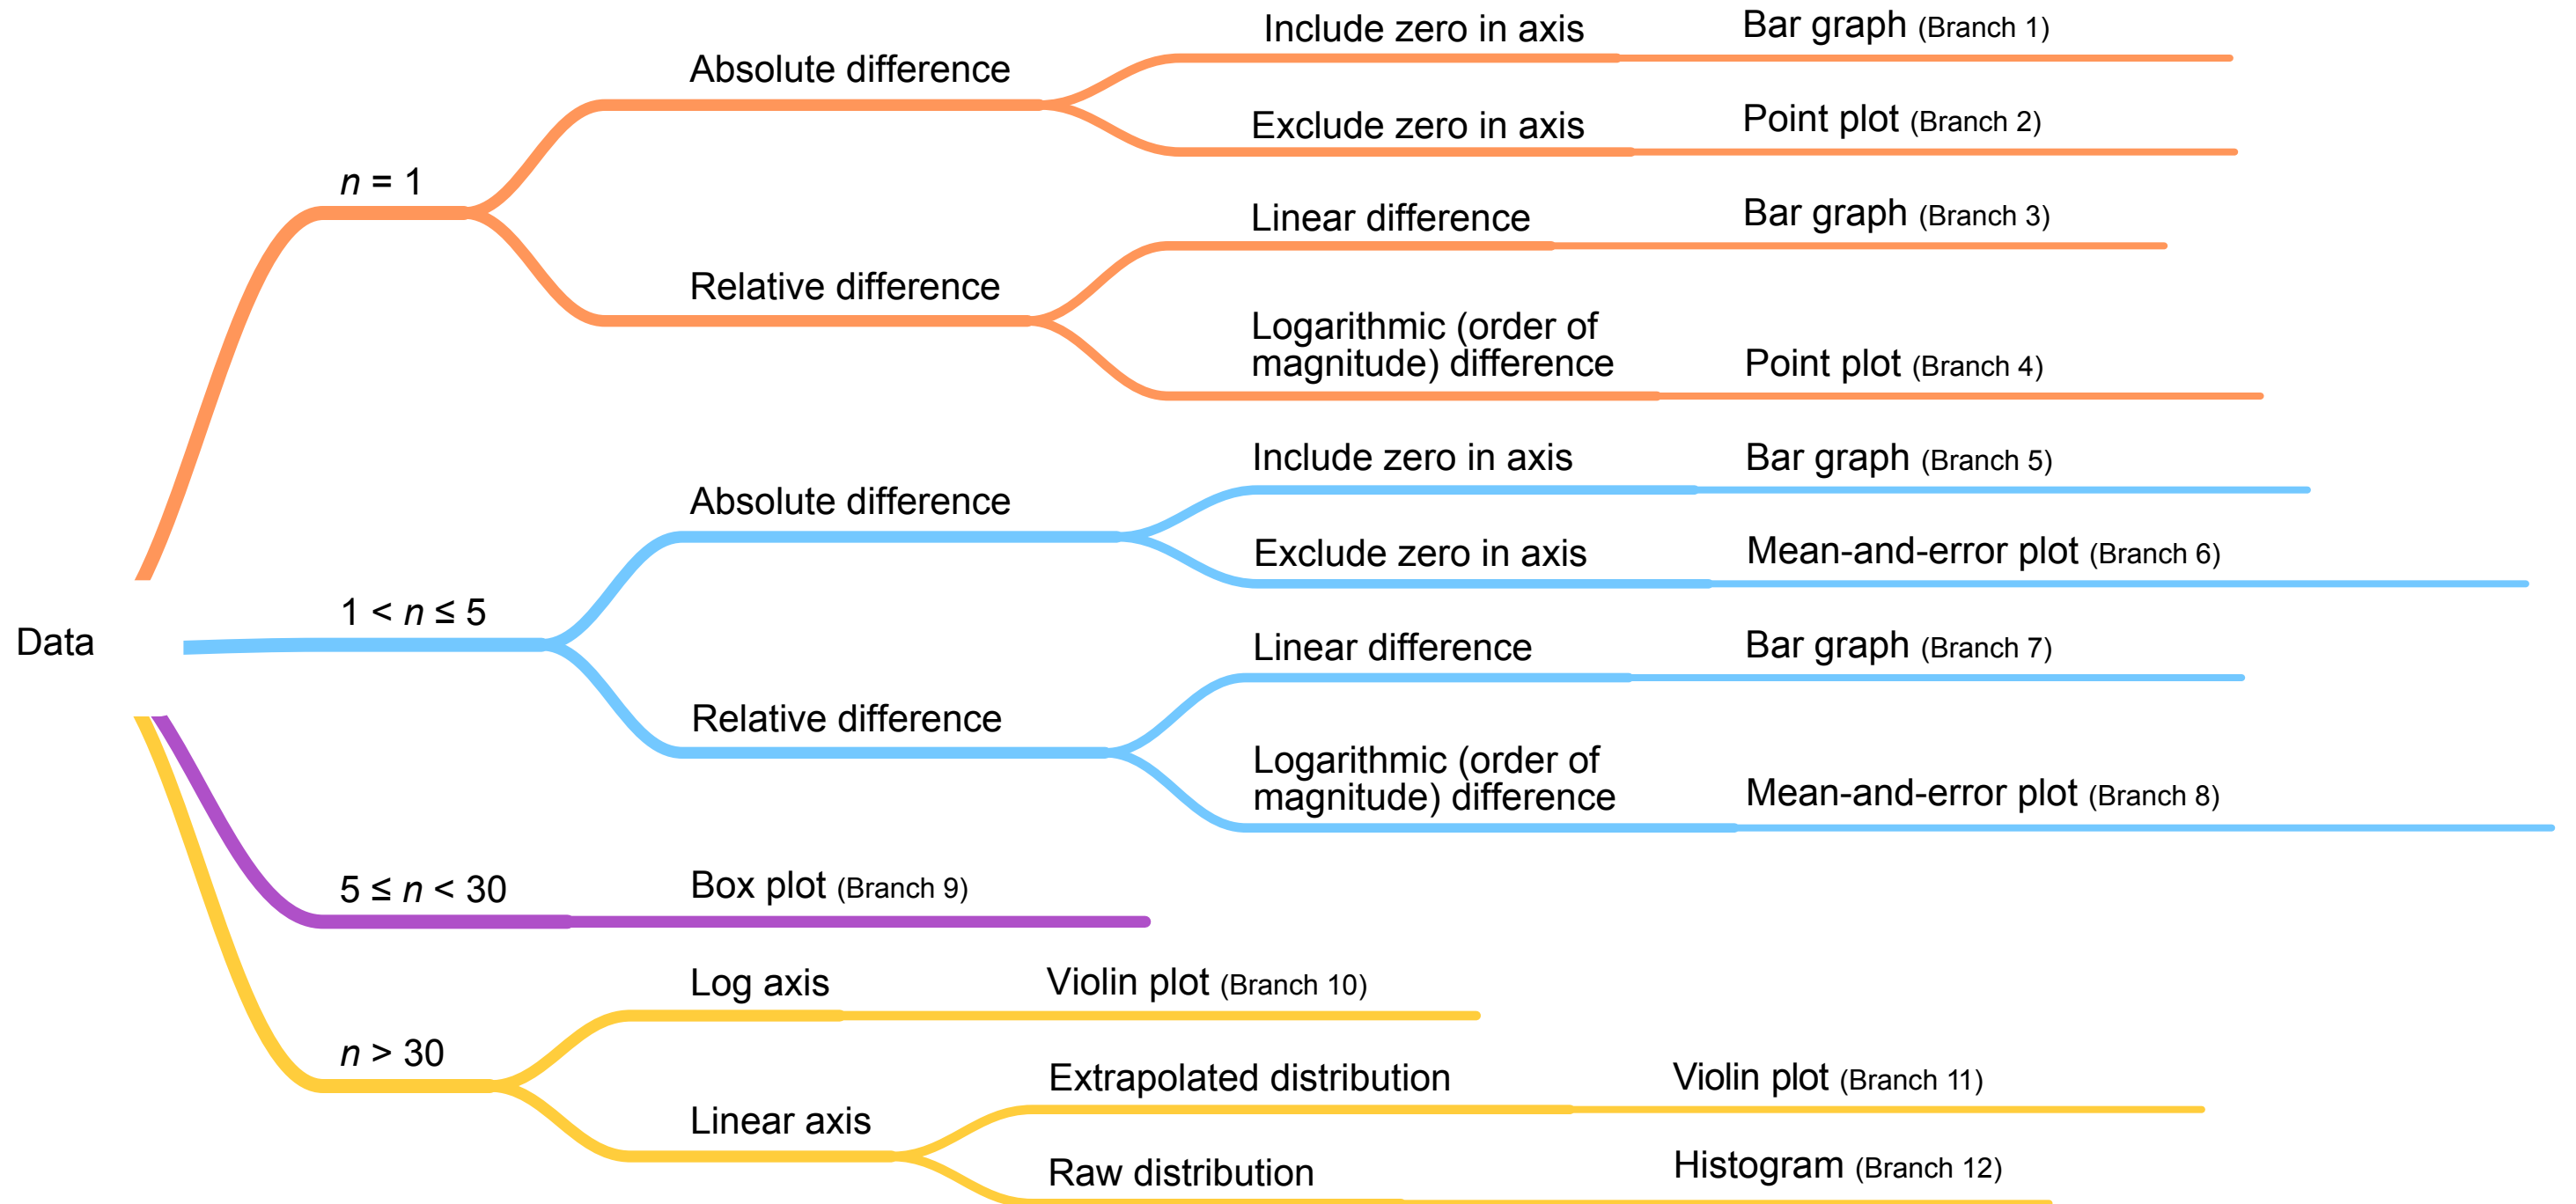 Data
n = 1
Absolute difference
Include zero in axis
Bar graph (Branch 1)
Exclude zero in axis
Point plot (Branch 2)
Relative difference
Linear difference
Bar graph (Branch 3)
Logarithmic (order of
magnitude) difference
Point plot (Branch 4)
1 < n ≤ 5
Absolute difference
Include zero in axis
Bar graph (Branch 5)
Exclude zero in axis
Mean-and-error plot (Branch 6)
Relative difference
Linear difference
Bar graph (Branch 7)
Logarithmic (order of
magnitude) difference
Mean-and-error plot (Branch 8)
5 ≤ n < 30
Box plot (Branch 9)
n > 30
Log axis
Violin plot (Branch 10)
Linear axis
Extrapolated distribution
Violin plot (Branch 11)
Raw distribution
Histogram (Branch 12)